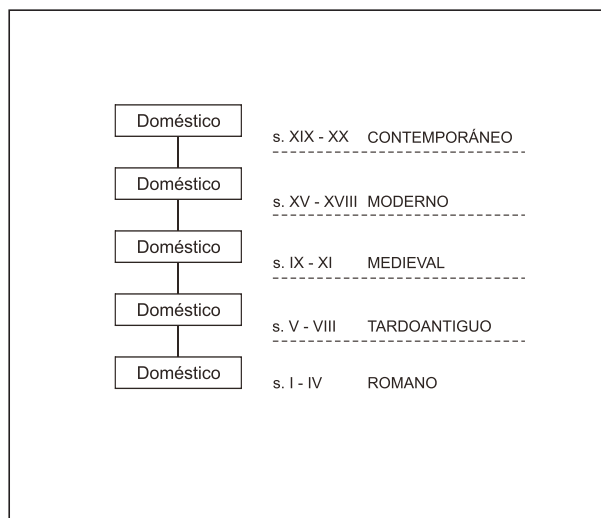 Doméstico
s. XIX - XX CONTEMPORÁNEO
Doméstico
s. XV - XVIII MODERNO
Doméstico
s. IX - XI MEDIEVAL
Doméstico
s. V - VIII TARDOANTIGUO
Doméstico
s. I - IV ROMANO